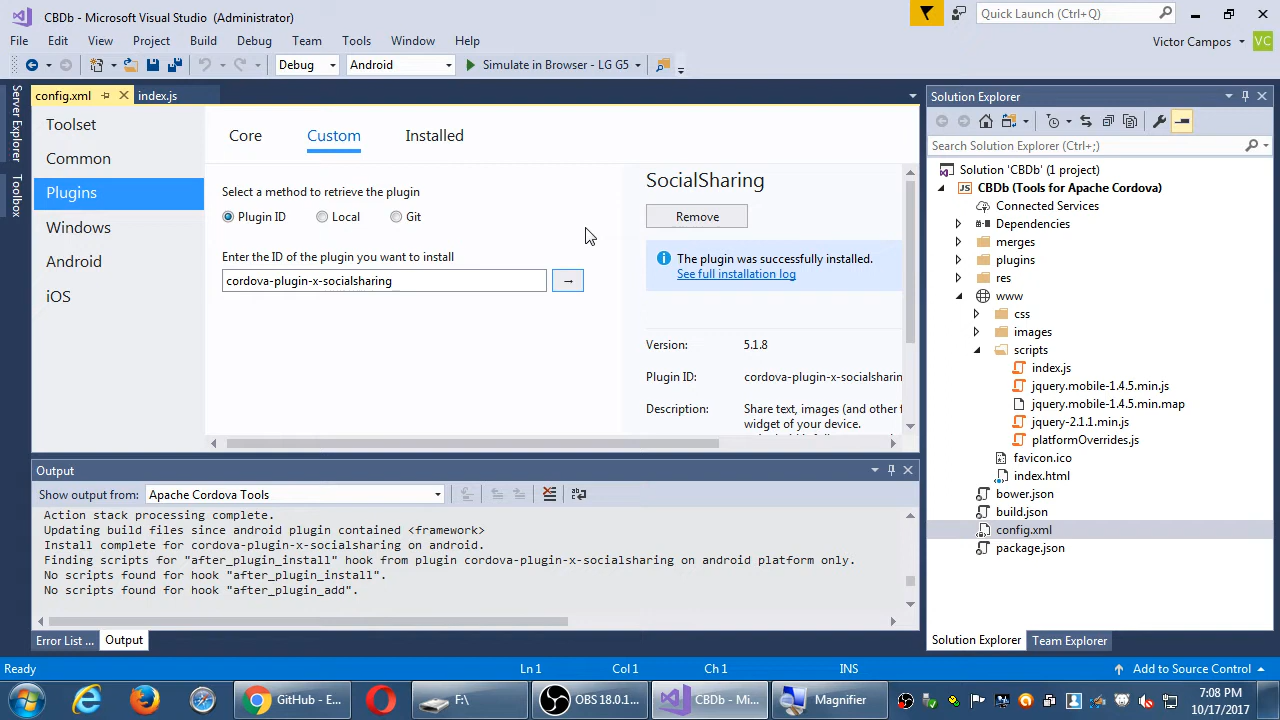 CBDb - Microsoft Visual Studio (Administrator)
Quick Launch (Ctrl+Q)
File Edit View Project Build Debug Team Tools Window Help
Victor Campos VC
Debug Android Simulate in Browser - LG G5
Server Explorer
Toolbox
config.xml index.js
Toolset
Common
Plugins
Windows
Android
iOS
Core Custom Installed
Select a method to retrieve the plugin
Plugin ID Local Git
Enter the ID of the plugin you want to install
cordova-plugin-x-socialsharing
SocialSharing
Remove
The plugin was successfully installed.
See full installation log
Version: 5.1.8
Plugin ID: cordova-plugin-x-socialsharin
Description: Share text, images (and other f
widget of your device.
Output
Show output from: Apache Cordova Tools
Action stack processing complete.
Updating build files since android plugin contained <framework>
Install complete for cordova-plugin-x-socialsharing on android.
Finding scripts for "after_plugin_install" hook from plugin cordova-plugin-x-socialsharing on android platform only.
No scripts found for hook "after_plugin_install".
No scripts found for hook "after_plugin_add".
Error List ... Output
Solution Explorer
Search Solution Explorer (Ctrl+;)
Solution 'CBDb' (1 project)
JS CBDb (Tools for Apache Cordova)
Connected Services
Dependencies
merges
plugins
res
www
css
images
scripts
index.js
jquery.mobile-1.4.5.min.js
jquery.mobile-1.4.5.min.map
jquery-2.1.1.min.js
platformOverrides.js
favicon.ico
index.html
bower.json
build.json
config.xml
package.json
Solution Explorer Team Explorer
Ready Ln 1 Col 1 Ch 1 INS Add to Source Control
GitHub - E... F:\ OBS 18.0.1... CBDb - Mi... Magnifier
7:08 PM
10/17/2017